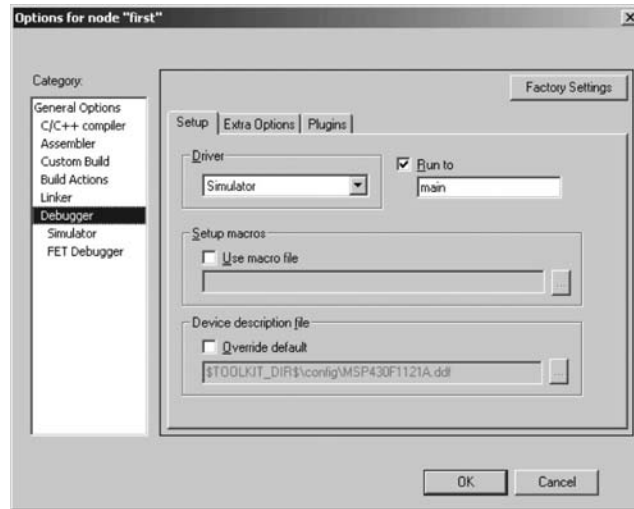 Options for node "first"
Category:
General Options
C/C++ compiler
Assembler
Custom Build
Build Actions
Linker
Debugger
Simulator
FET Debugger
Factory Settings
Setup
Extra Options
Plugins
Driver
Simulator
Run to
main
Setup macros
Use macro file
...
Device description file
Override default
$TOOLKIT_DIR$\config\MSP430F1121A.ddf
...
OK
Cancel